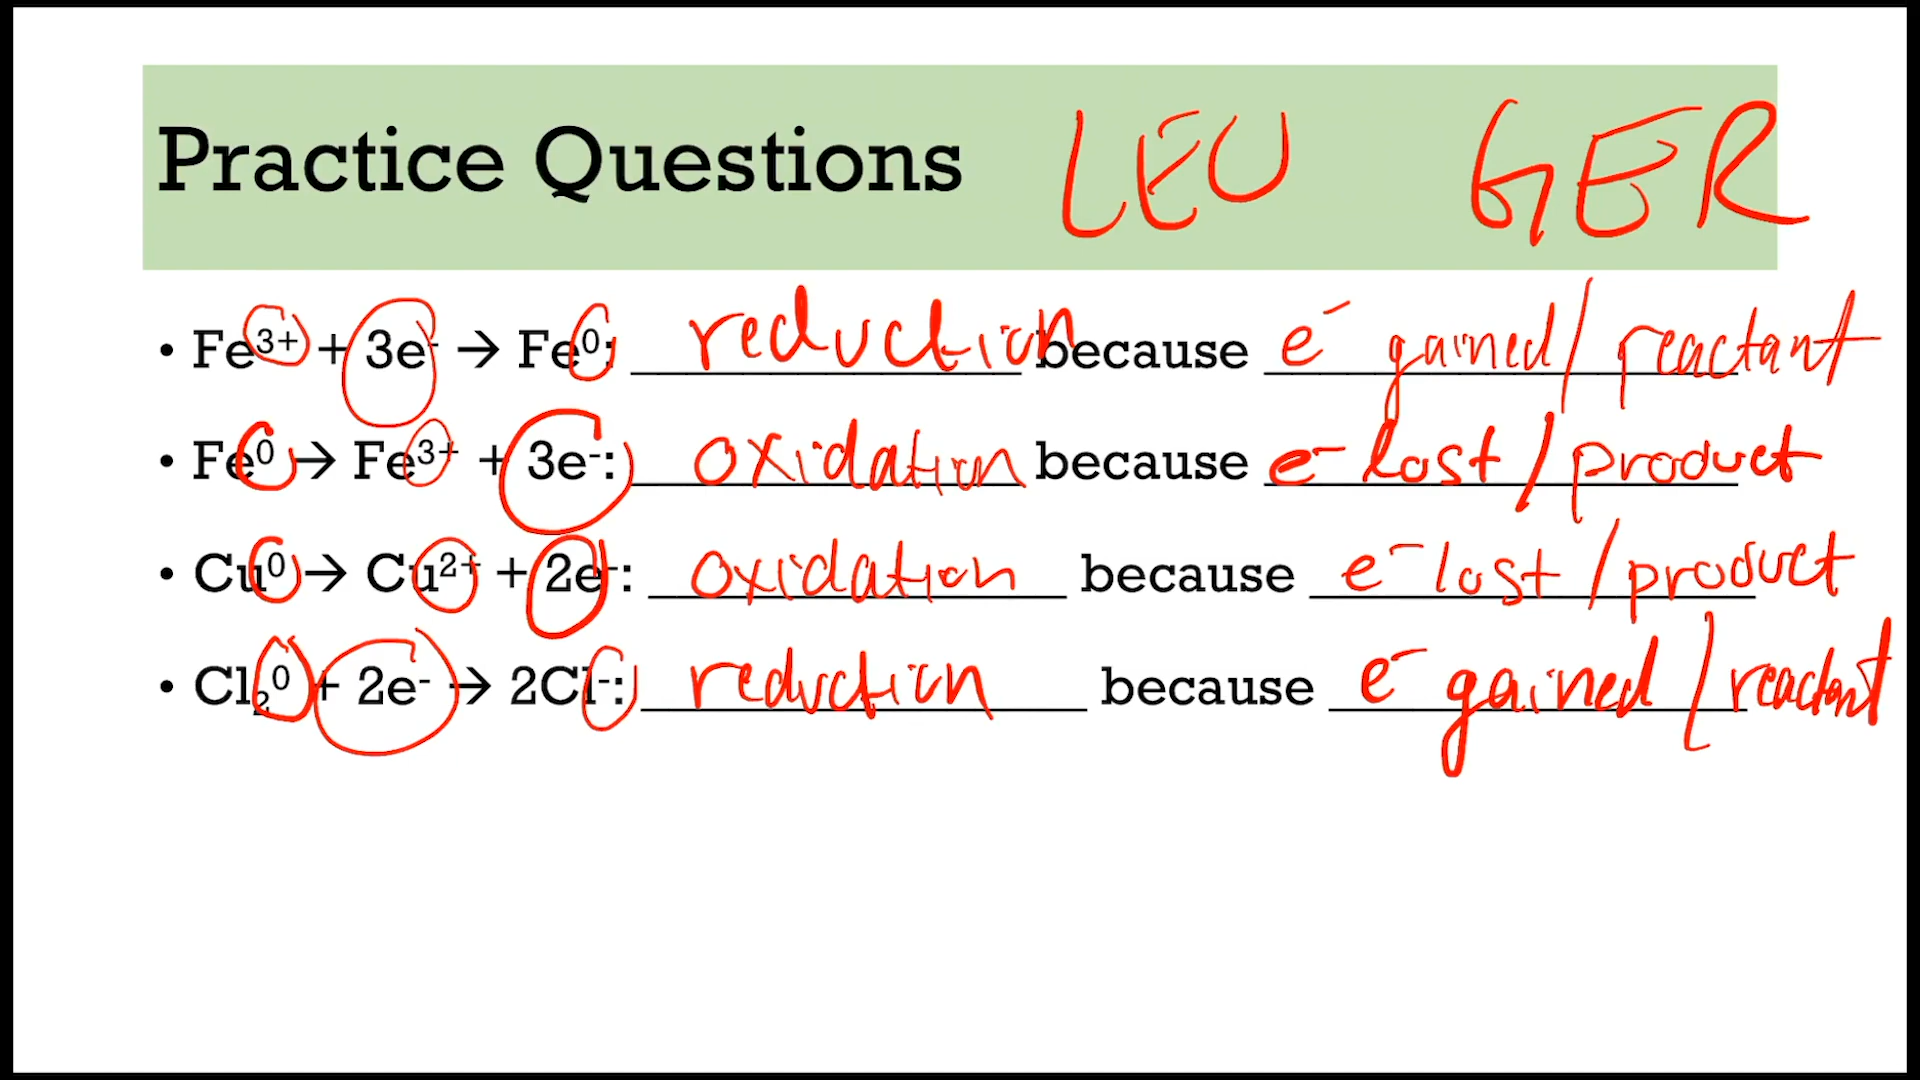 Practice Questions LEO GER
• Fe³⁺ + 3e⁻ → Fe⁰: reduction because e⁻ gained / reactant
• Fe⁰ → Fe³⁺ + 3e⁻: oxidation because e⁻ lost / product
• Cu⁰ → Cu²⁺ + 2e⁻: oxidation because e⁻ lost / product
• Cl₂⁰ + 2e⁻ → 2Cl⁻: reduction because e⁻ gained / reactant